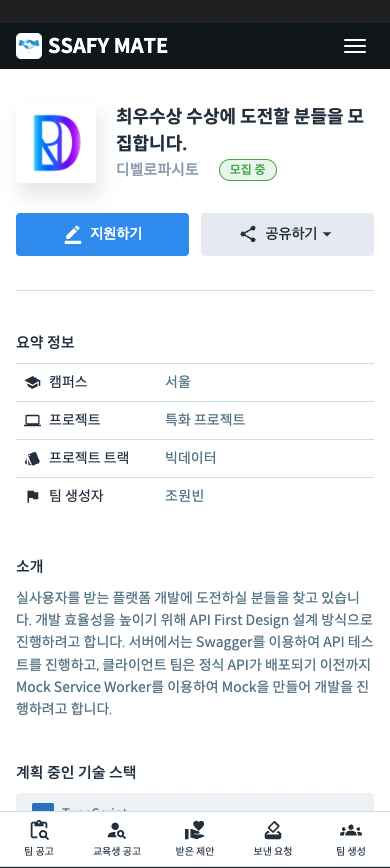 SSAFY MATE
최우수상 수상에 도전할 분들을 모
집합니다.
디벨로파시토 모집 중
지원하기 공유하기
요약 정보
캠퍼스 서울
프로젝트 특화 프로젝트
프로젝트 트랙 빅데이터
팀 생성자 조원빈
소개
실사용자를 받는 플랫폼 개발에 도전하실 분들을 찾고 있습니
다. 개발 효율성을 높이기 위해 API First Design 설계 방식으로
진행하려고 합니다. 서버에서는 Swagger를 이용하여 API 테스
트를 진행하고, 클라이언트 팀은 정식 API가 배포되기 이전까지
Mock Service Worker를 이용하여 Mock을 만들어 개발을 진
행하려고 합니다.
계획 중인 기술 스택
TypeScript
팀 공고 교육생 공고 받은 제안 보낸 요청 팀 생성